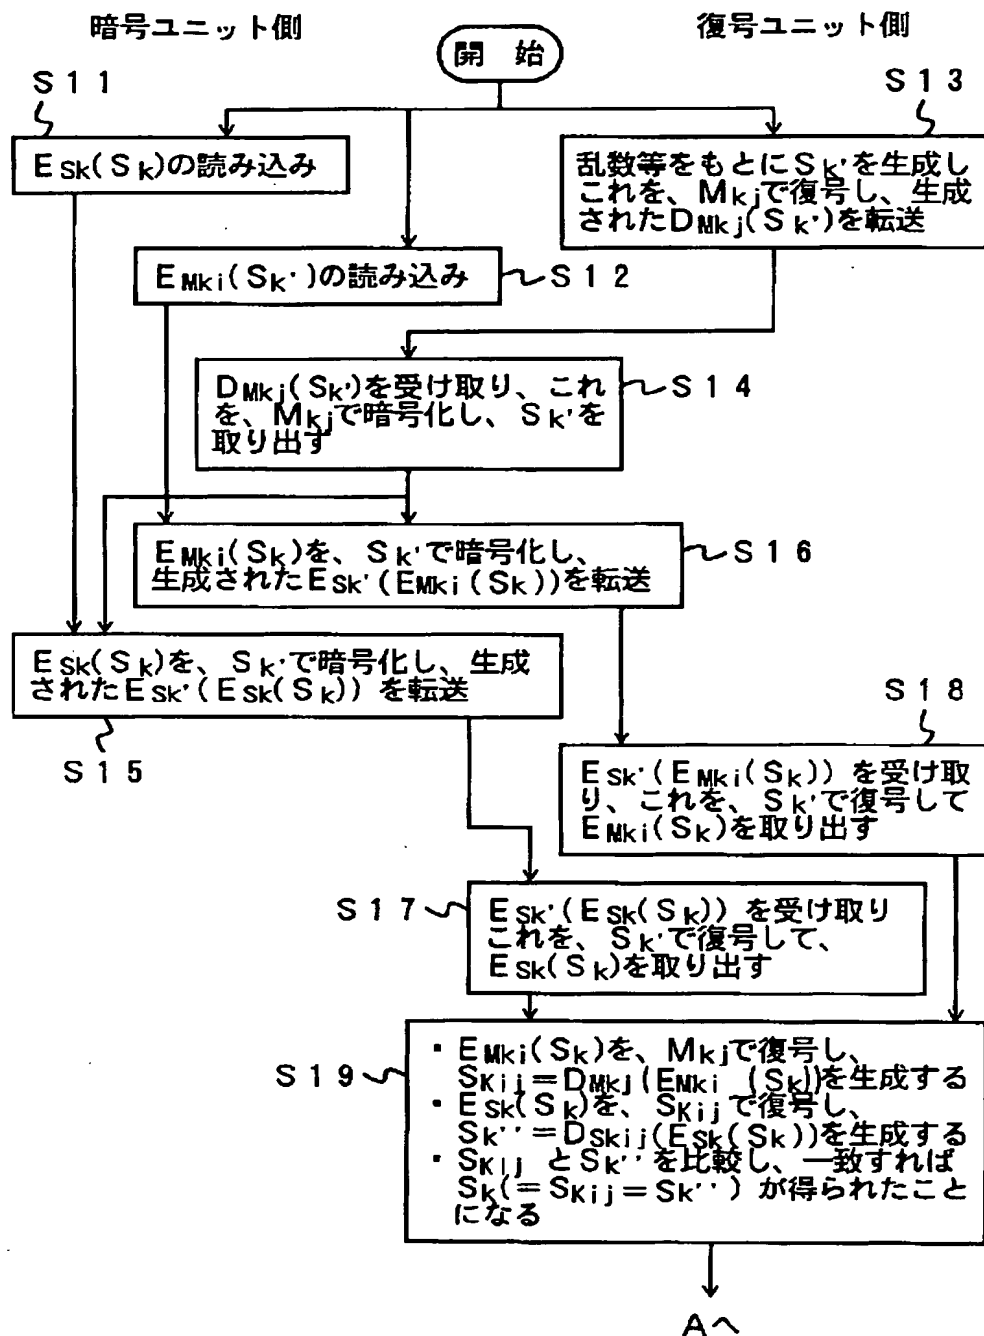 暗号ユニット側
復号ユニット側
開 始
S11
S13
ESk(Sk)の読み込み
乱数等をもとにSk'を生成し
これを、Mkjで復号し、生成
されたDMkj(Sk')を転送
EMki(Sk')の読み込み
S12
DMkj(Sk')を受け取り、これ
を、Mkjで暗号化し、Sk'を
取り出す
S14
EMki(Sk)を、Sk'で暗号化し、
生成されたESk'(EMki(Sk))を転送
S16
ESk(Sk)を、Sk'で暗号化し、生成
されたESk'(ESk(Sk))を転送
S15
S18
ESk'(EMki(Sk))を受け取
り、これを、Sk'で復号して
EMki(Sk)を取り出す
S17
ESk'(ESk(Sk))を受け取り
これを、Sk'で復号して、
ESk(Sk)を取り出す
S19
・EMki(Sk)を、Mkjで復号し、
SKij=DMkj(EMki(Sk))を生成する
・ESk(Sk)を、SKijで復号し、
Sk''=DSkij(ESk(Sk))を生成する
・SKijとSk''を比較し、一致すれば
Sk(=SKij=Sk'')が得られたこと
になる
Aへ